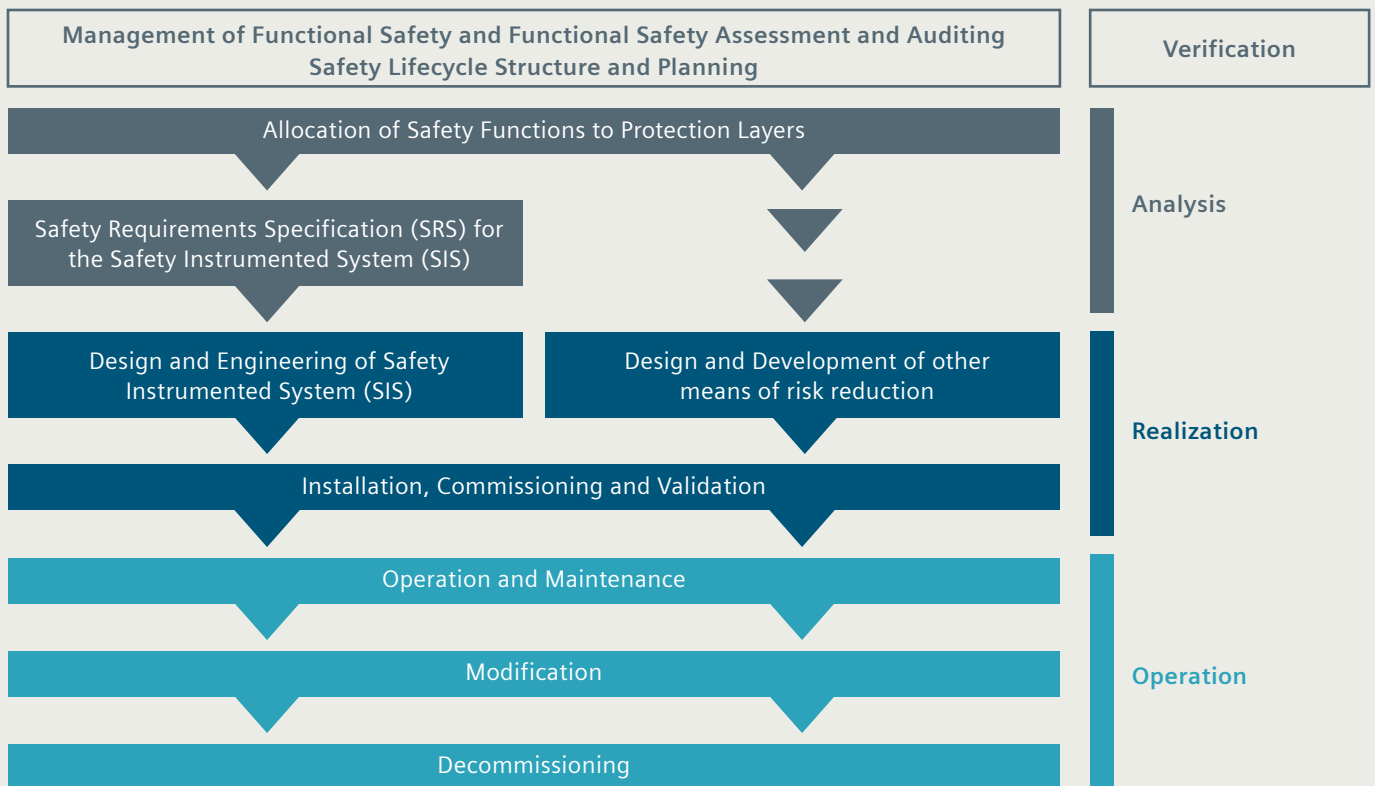 Management of Functional Safety and Functional Safety Assessment and Auditing
Safety Lifecycle Structure and Planning
Verification
Allocation of Safety Functions to Protection Layers
Safety Requirements Specification (SRS) for
the Safety Instrumented System (SIS)
Analysis
Design and Engineering of Safety
Instrumented System (SIS)
Design and Development of other
means of risk reduction
Realization
Installation, Commissioning and Validation
Operation and Maintenance
Modification
Operation
Decommissioning